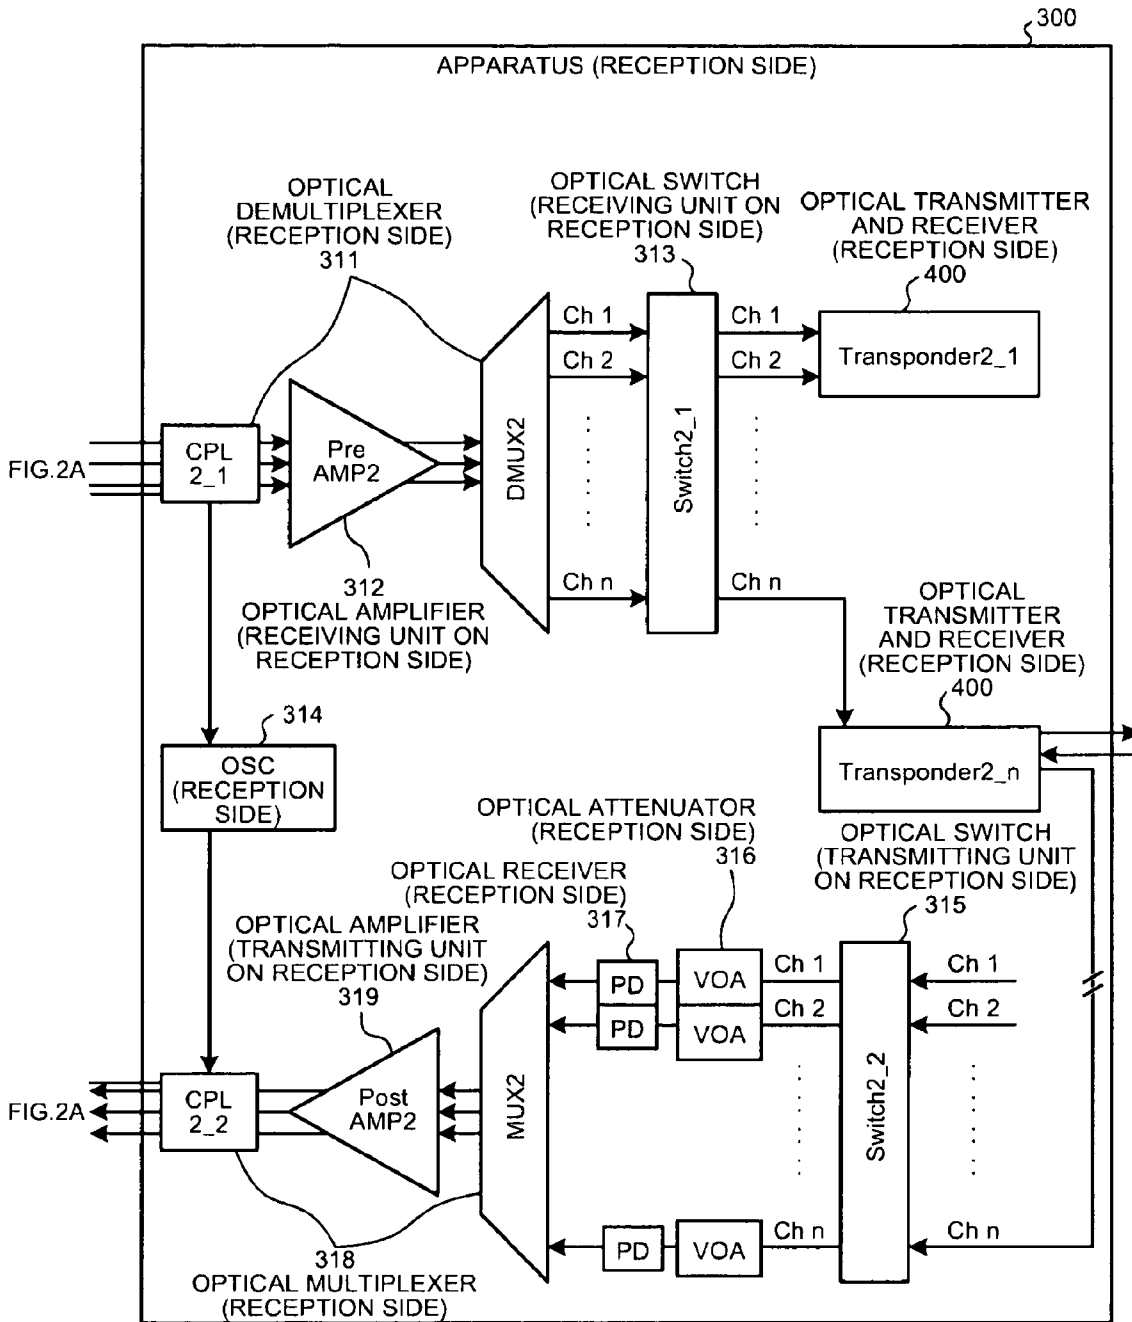 300
APPARATUS (RECEPTION SIDE)
OPTICAL
DEMULTIPLEXER
(RECEPTION SIDE)
311
OPTICAL SWITCH
(RECEIVING UNIT ON
RECEPTION SIDE)
313
OPTICAL TRANSMITTER
AND RECEIVER
(RECEPTION SIDE)
400
Ch 1
Ch 2
Ch n
Ch 1
Ch 2
Ch n
Transponder2_1
FIG.2A
CPL
2_1
Pre
AMP2
DMUX2
Switch2_1
312
OPTICAL AMPLIFIER
(RECEIVING UNIT ON
RECEPTION SIDE)
OPTICAL
TRANSMITTER
AND RECEIVER
(RECEPTION SIDE)
400
Transponder2_n
314
OSC
(RECEPTION
SIDE)
OPTICAL ATTENUATOR
(RECEPTION SIDE)
316
OPTICAL SWITCH
(TRANSMITTING UNIT
ON RECEPTION SIDE)
315
OPTICAL RECEIVER
(RECEPTION SIDE)
317
OPTICAL AMPLIFIER
(TRANSMITTING UNIT
ON RECEPTION SIDE)
319
PD
VOA
Ch 1
Ch 1
PD
VOA
Ch 2
Ch 2
FIG.2A
CPL
2_2
Post
AMP2
MUX2
Switch2_2
PD
VOA
Ch n
Ch n
318
OPTICAL MULTIPLEXER
(RECEPTION SIDE)